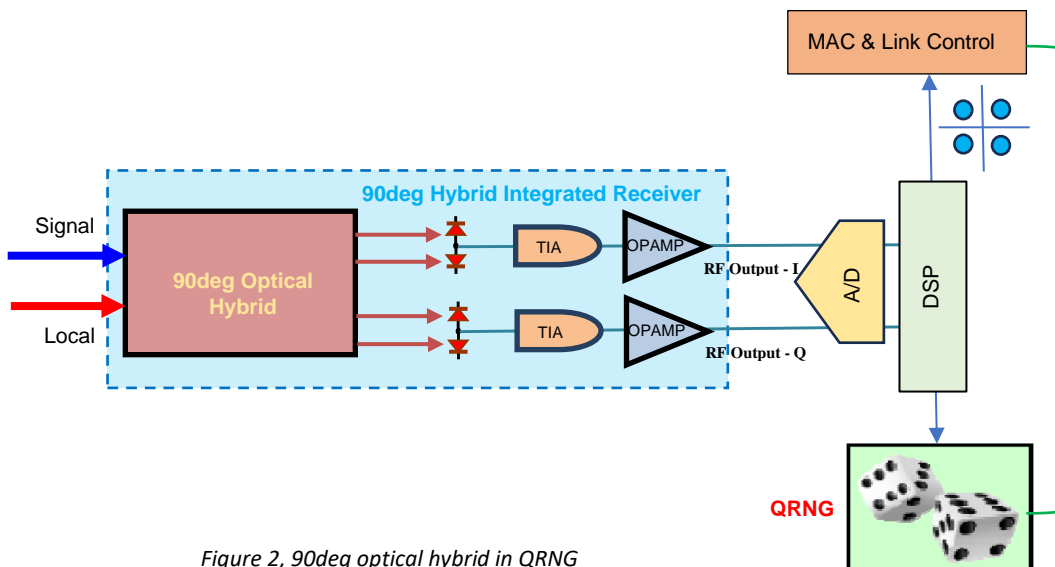 MAC & Link Control
90deg Hybrid Integrated Receiver
Signal
Local
90deg Optical
Hybrid
TIA
OPAMP
RF Output - I
TIA
OPAMP
RF Output - Q
A/D
DSP
QRNG
Figure 2, 90deg optical hybrid in QRNG